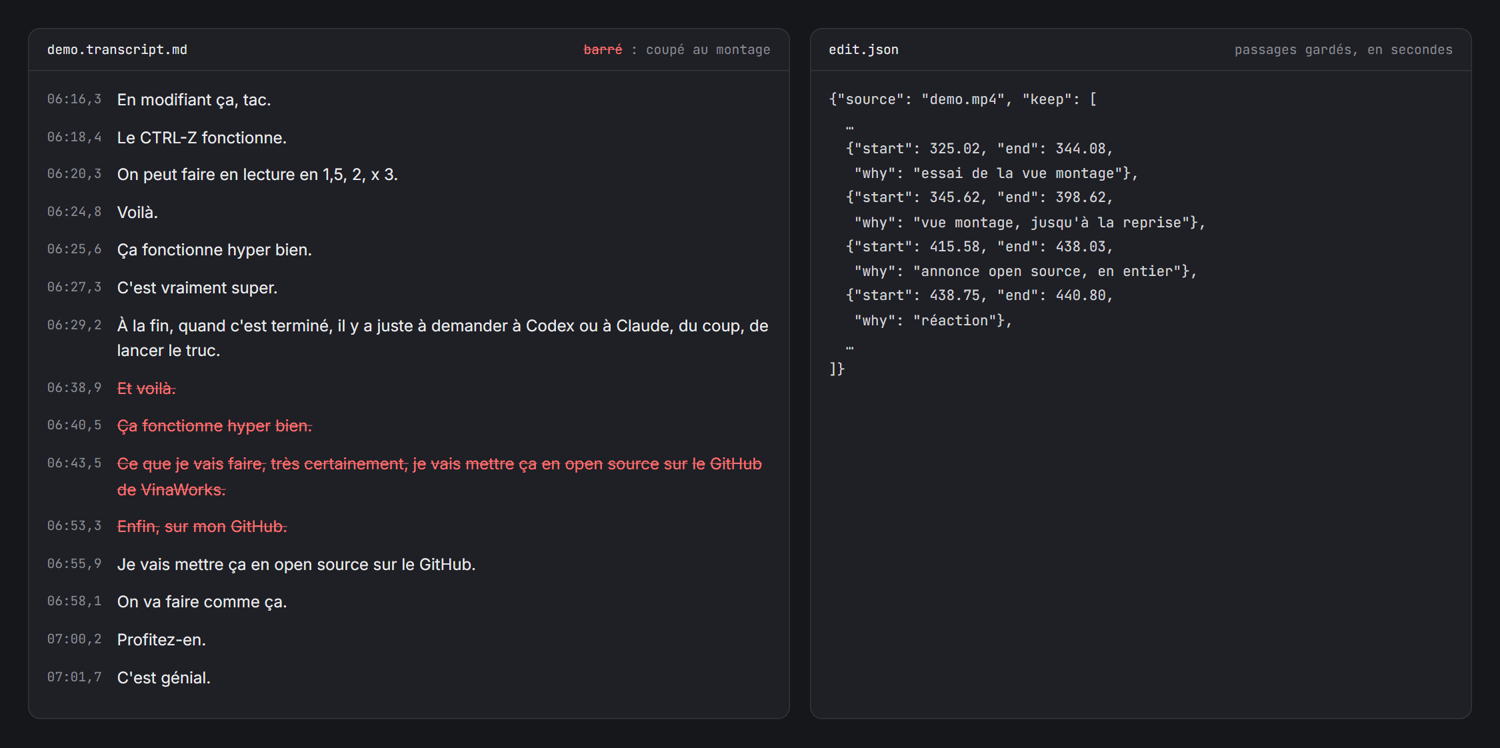 demo.transcript.md
barré : coupé au montage
06:16,3 En modifiant ça, tac.
06:18,4 Le CTRL-Z fonctionne.
06:20,3 On peut faire en lecture en 1,5, 2, x 3.
06:24,8 Voilà.
06:25,6 Ça fonctionne hyper bien.
06:27,3 C'est vraiment super.
06:29,2 À la fin, quand c'est terminé, il y a juste à demander à Codex ou à Claude, du coup, de
lancer le truc.
06:38,9 Et voilà.
06:40,5 Ça fonctionne hyper bien.
06:43,5 Ce que je vais faire, très certainement, je vais mettre ça en open source sur le GitHub
de VinaWorks.
06:53,3 Enfin, sur mon GitHub.
06:55,9 Je vais mettre ça en open source sur le GitHub.
06:58,1 On va faire comme ça.
07:00,2 Profitez-en.
07:01,7 C'est génial.
edit.json
passages gardés, en secondes
{"source": "demo.mp4", "keep": [
…
{"start": 325.02, "end": 344.08,
"why": "essai de la vue montage"},
{"start": 345.62, "end": 398.62,
"why": "vue montage, jusqu'à la reprise"},
{"start": 415.58, "end": 438.03,
"why": "annonce open source, en entier"},
{"start": 438.75, "end": 440.80,
"why": "réaction"},
…
]}